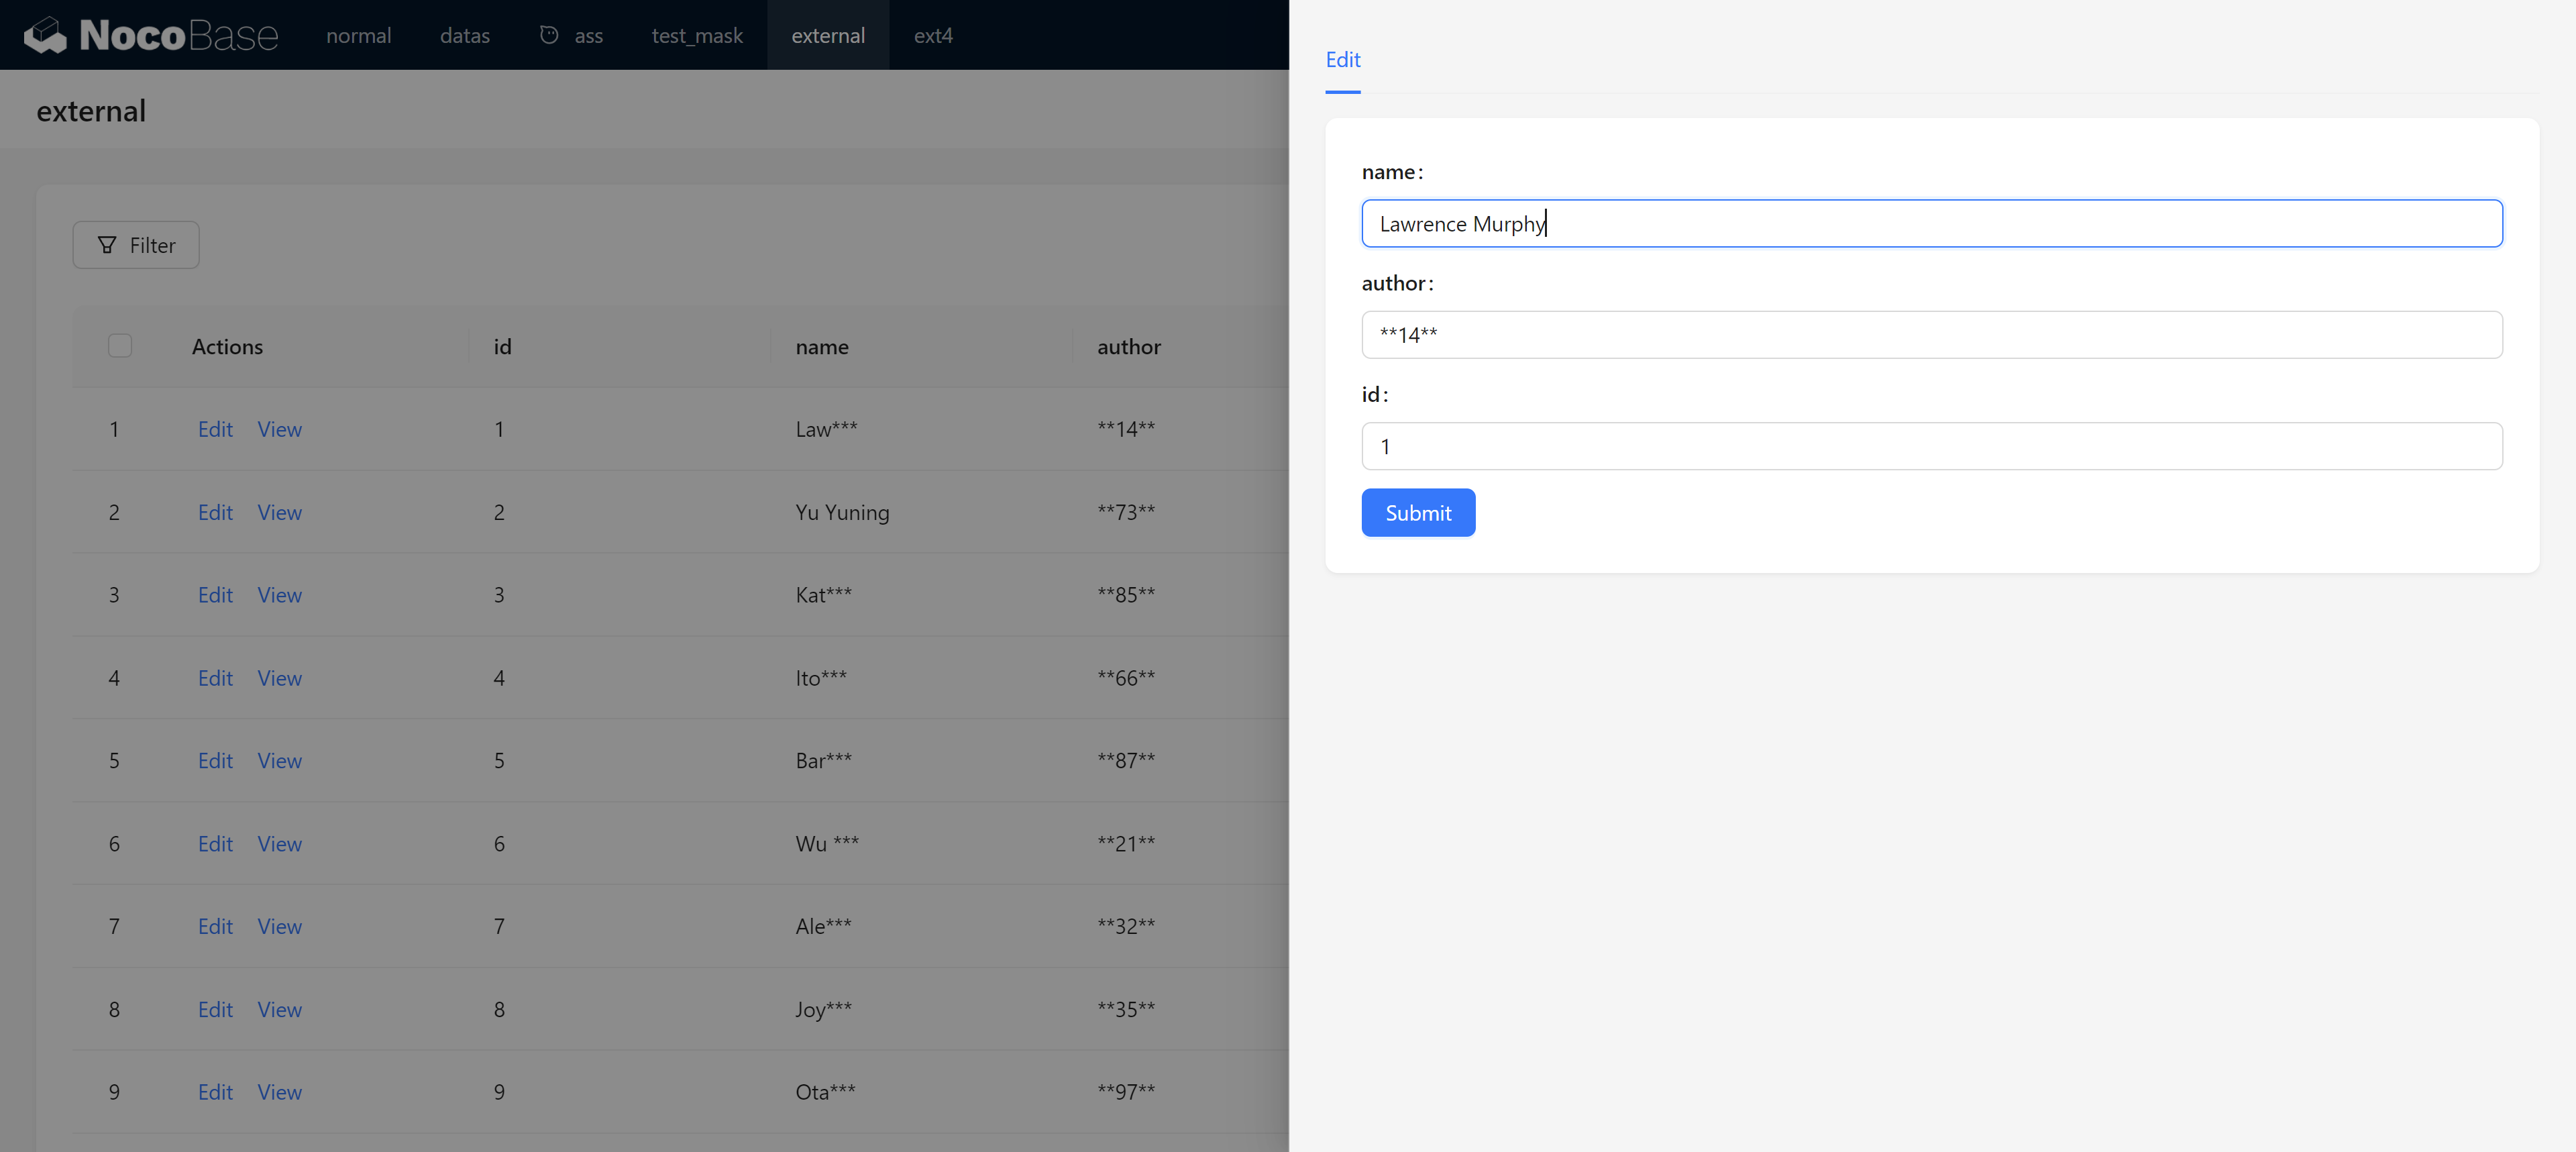 NocoBase normal datas ass test_mask external ext4
external
Filter
Actions id name author
1 Edit View 1 Law*** **14**
2 Edit View 2 Yu Yuning **73**
3 Edit View 3 Kat*** **85**
4 Edit View 4 Ito*** **66**
5 Edit View 5 Bar*** **87**
6 Edit View 6 Wu *** **21**
7 Edit View 7 Ale*** **32**
8 Edit View 8 Joy*** **35**
9 Edit View 9 Ota*** **97**
Edit
name:
Lawrence Murphy
author:
**14**
id:
1
Submit